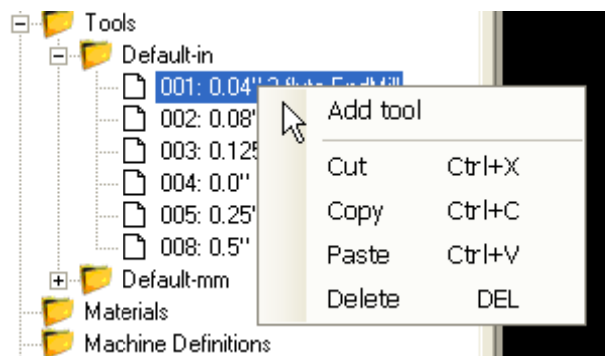 Tools
Default-in
001: 0.04" 2 flute EndMill
002: 0.08"
003: 0.125
004: 0.0"
005: 0.25"
008: 0.5"
Default-mm
Materials
Machine Definitions
Add tool
Cut Ctrl+X
Copy Ctrl+C
Paste Ctrl+V
Delete DEL